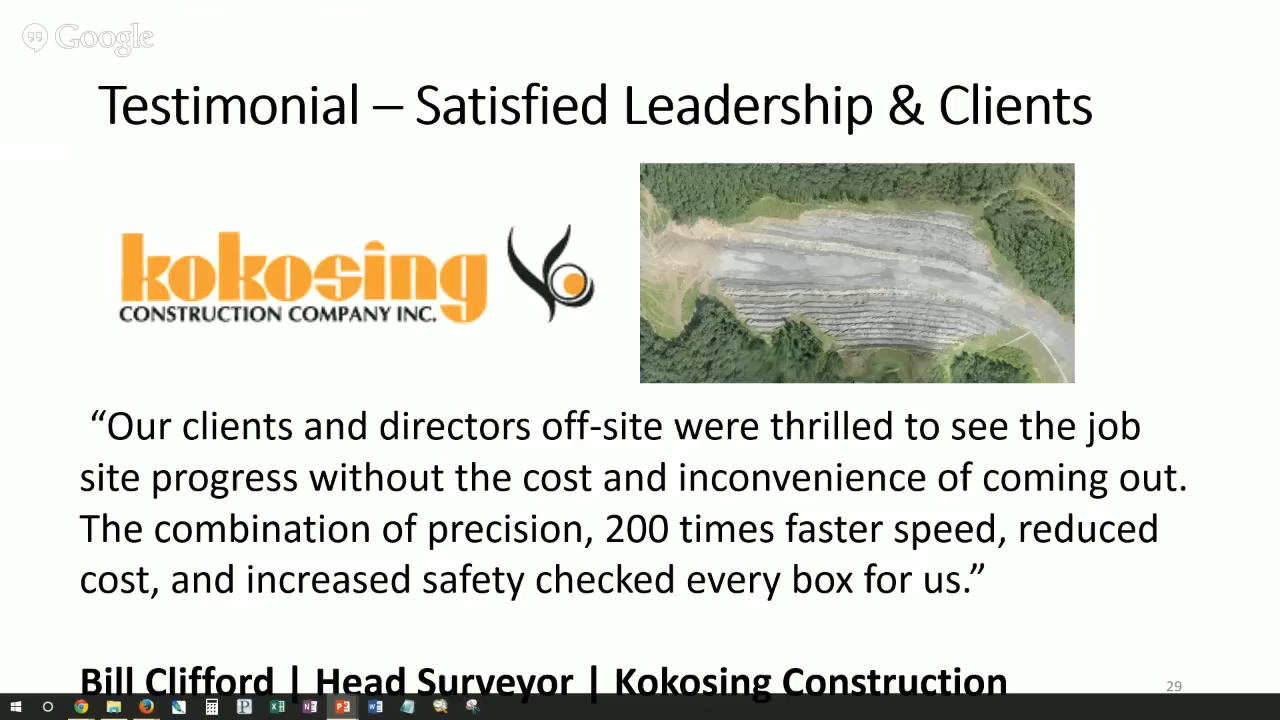 Google
Testimonial – Satisfied Leadership & Clients
kokosing
CONSTRUCTION COMPANY INC.
“Our clients and directors off-site were thrilled to see the job
site progress without the cost and inconvenience of coming out.
The combination of precision, 200 times faster speed, reduced
cost, and increased safety checked every box for us.”
Bill Clifford | Head Surveyor | Kokosing Construction
29